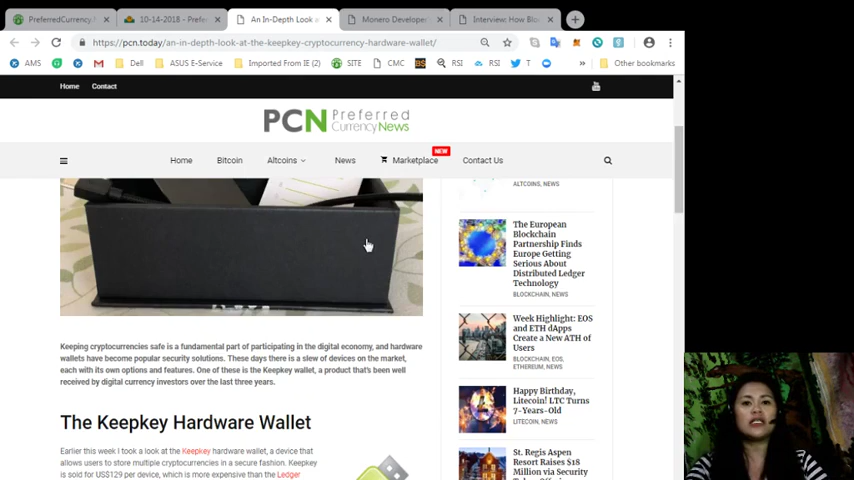 PreferredCurrency.N
10-14-2018 - Prefer
An In-Depth Look a
Monero Developer's
Interview: How Blo
https://pcn.today/an-in-depth-look-at-the-keepkey-cryptocurrency-hardware-wallet/
AMS
Dell
ASUS E-Service
Imported From IE (2)
SITE
CMC
RSI
RSI
T
Other bookmarks
Home
Contact
PCN Preferred
Currency News
NEW
Home
Bitcoin
Altcoins
News
Marketplace
Contact Us
ALTCOINS, NEWS
The European
Blockchain
Partnership Finds
Europe Getting
Serious About
Distributed Ledger
Technology
BLOCKCHAIN, NEWS
Week Highlight: EOS
and ETH dApps
Create a New ATH of
Users
BLOCKCHAIN, EOS,
ETHEREUM, NEWS
Happy Birthday,
Litecoin! LTC Turns
7-Years-Old
LITECOIN, NEWS
St. Regis Aspen
Resort Raises $18
Million via Security
Keeping cryptocurrencies safe is a fundamental part of participating in the digital economy, and hardware
wallets have become popular security solutions. These days there is a slew of devices on the market,
each with its own options and features. One of these is the Keepkey wallet, a product that's been well
received by digital currency investors over the last three years.
The Keepkey Hardware Wallet
Earlier this week I took a look at the Keepkey hardware wallet, a device that
allows users to store multiple cryptocurrencies in a secure fashion. Keepkey
is sold for US$129 per device, which is more expensive than the Ledger